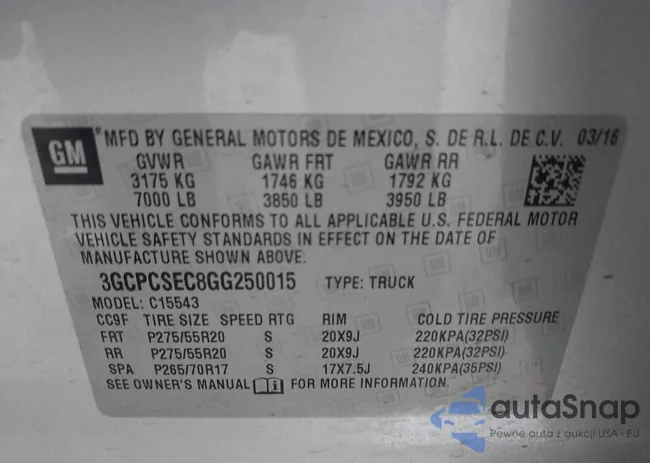 GM
*MFD BY GENERAL MOTORS DE MEXICO, S. DE R.L. DE C.V. 03/16
GVWR GAWR FRT GAWR RR
3175 KG 1746 KG 1792 KG
7000 LB 3850 LB 3950 LB
THIS VEHICLE CONFORMS TO ALL APPLICABLE U.S. FEDERAL MOTOR
VEHICLE SAFETY STANDARDS IN EFFECT ON THE DATE OF
MANUFACTURE SHOWN ABOVE.
3GCPCSEC8GG250015 TYPE: TRUCK
MODEL: C15543
CC9F TIRE SIZE SPEED RTG RIM COLD TIRE PRESSURE
FRT P275/55R20 S 20X9J 220KPA(32PSI)
RR P275/55R20 S 20X9J 220KPA(32PSI)
SPA P265/70R17 S 17X7.5J 240KPA(35PSI)
SEE OWNER'S MANUAL FOR MORE INFORMATION.
autaSnap
Pewne auta z aukcji USA i EU